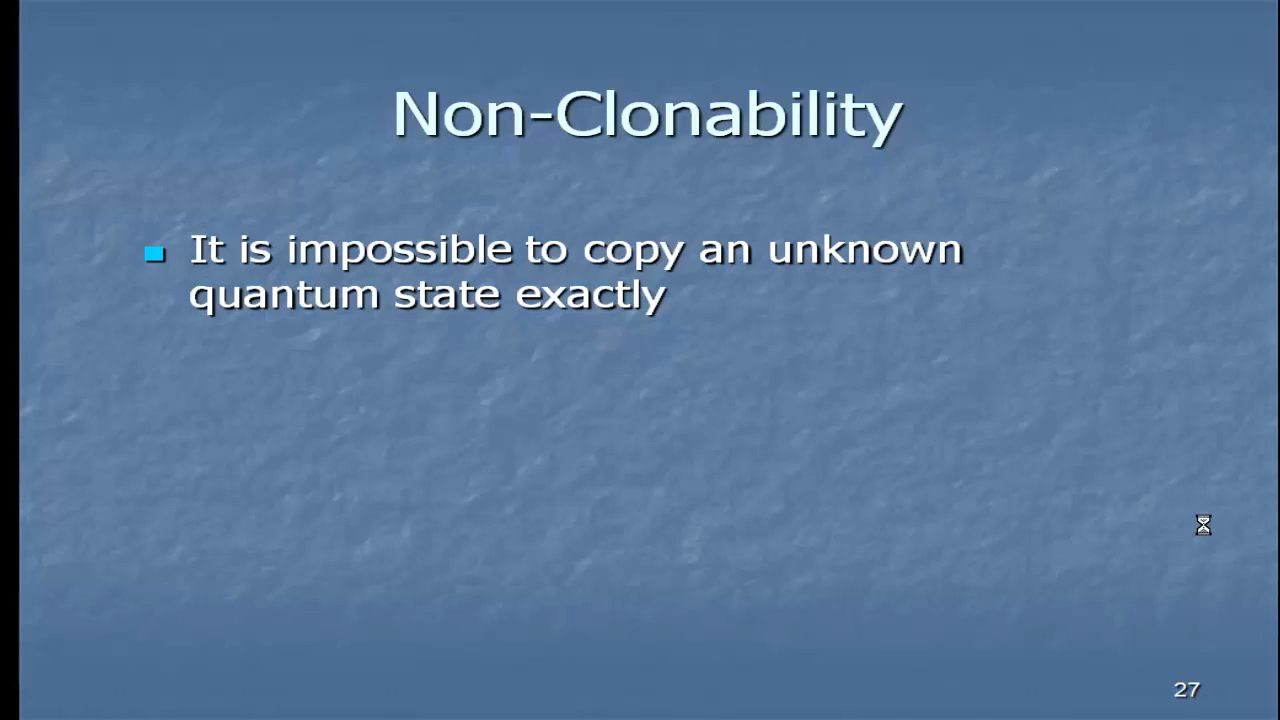 Non-Clonability
It is impossible to copy an unknown
quantum state exactly
27